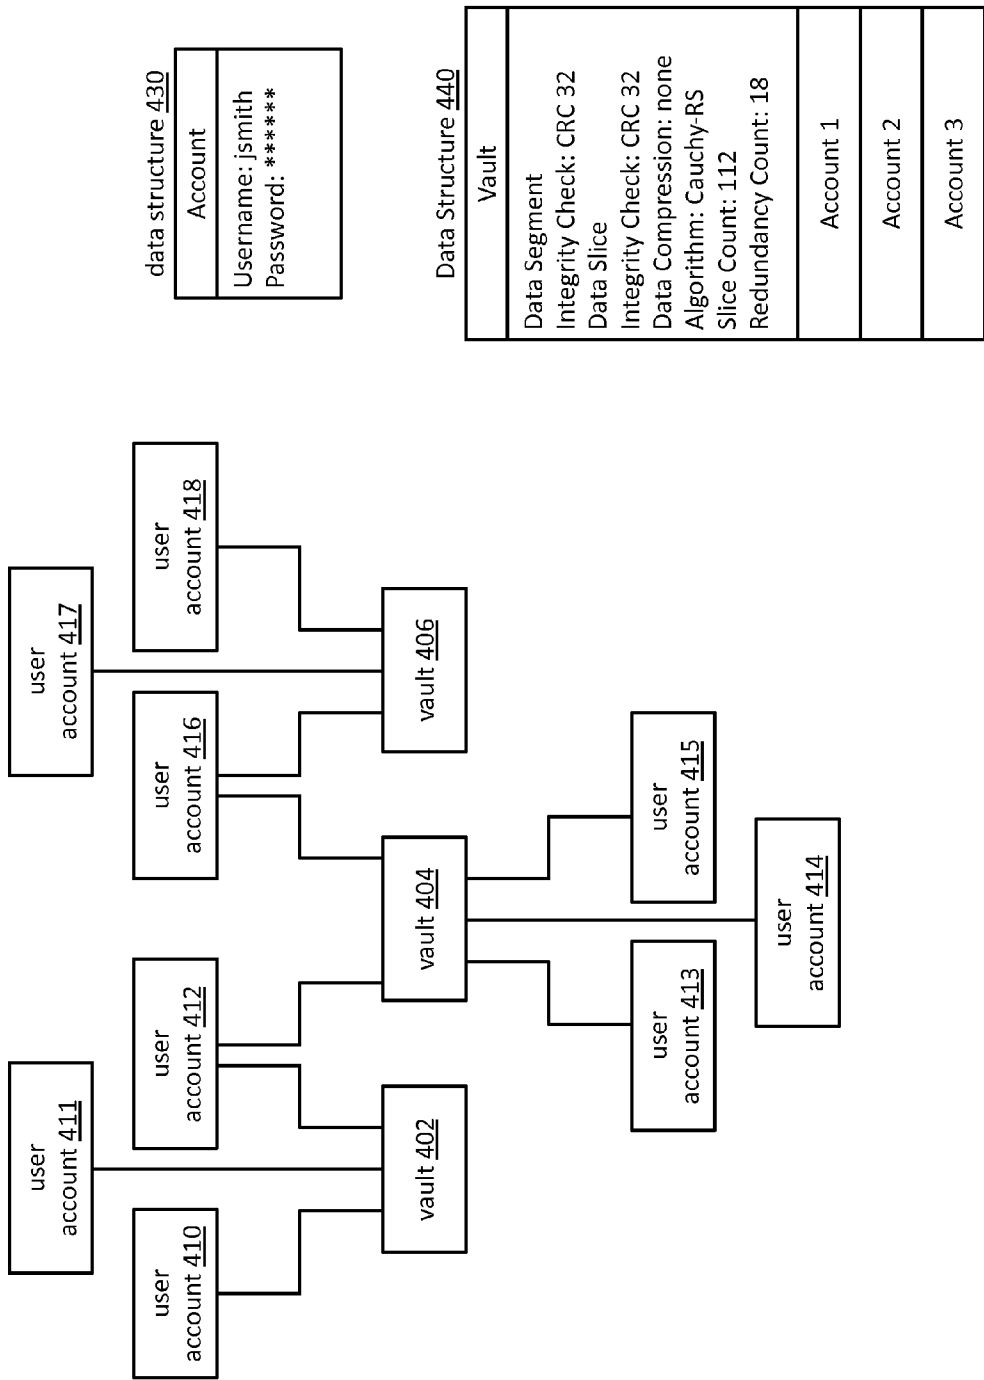 user
account 411
user
account 417
user
account 410
user
account 412
user
account 416
user
account 418
vault 402
vault 404
vault 406
user
account 413
user
account 415
user
account 414
data structure 430
Account
Username: jsmith
Password: *******
Data Structure 440
Vault
Data Segment
Integrity Check: CRC 32
Data Slice
Integrity Check: CRC 32
Data Compression: none
Algorithm: Cauchy-RS
Slice Count: 112
Redundancy Count: 18
Account 1
Account 2
Account 3